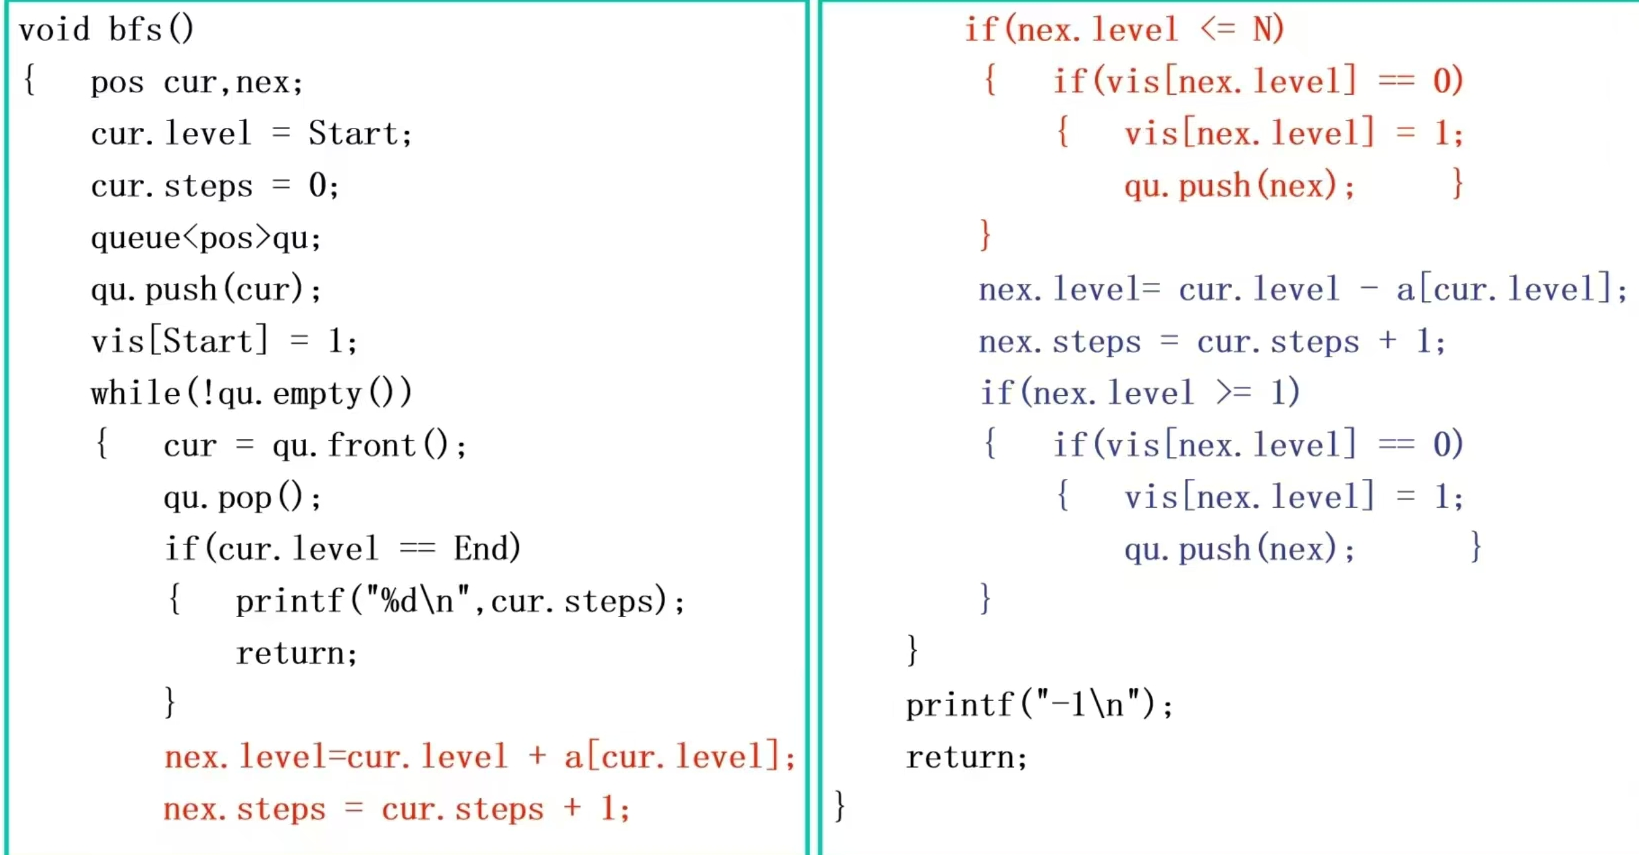 void bfs()
{   pos cur,nex;
    cur.level = Start;
    cur.steps = 0;
    queue<pos>qu;
    qu.push(cur);
    vis[Start] = 1;
    while(!qu.empty())
    {   cur = qu.front();
        qu.pop();
        if(cur.level == End)
        {   printf("%d\n",cur.steps);
            return;
        }
        nex.level=cur.level + a[cur.level];
        nex.steps = cur.steps + 1;
        if(nex.level <= N)
        {   if(vis[nex.level] == 0)
            {   vis[nex.level] = 1;
                qu.push(nex);     }
        }
        nex.level= cur.level - a[cur.level];
        nex.steps = cur.steps + 1;
        if(nex.level >= 1)
        {   if(vis[nex.level] == 0)
            {   vis[nex.level] = 1;
                qu.push(nex);      }
        }
    }
    printf("-1\n");
    return;
}